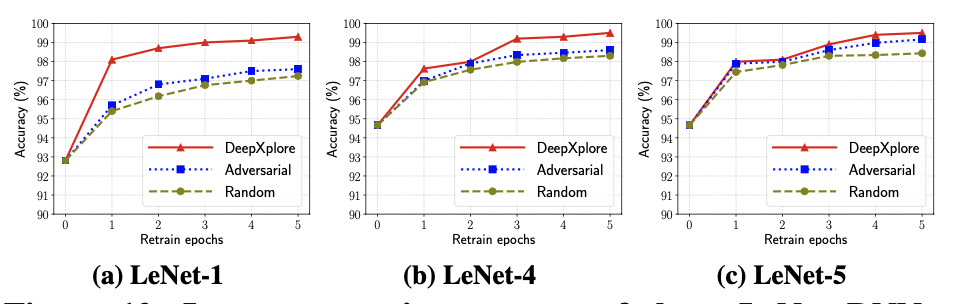 Accuracy (%)
100
99
98
97
96
95
94
93
92
91
90
DeepXplore
Adversarial
Random
0 1 2 3 4 5
Retrain epochs
(a) LeNet-1
Accuracy (%)
100
99
98
97
96
95
94
93
92
91
90
DeepXplore
Adversarial
Random
0 1 2 3 4 5
Retrain epochs
(b) LeNet-4
Accuracy (%)
100
99
98
97
96
95
94
93
92
91
90
DeepXplore
Adversarial
Random
0 1 2 3 4 5
Retrain epochs
(c) LeNet-5